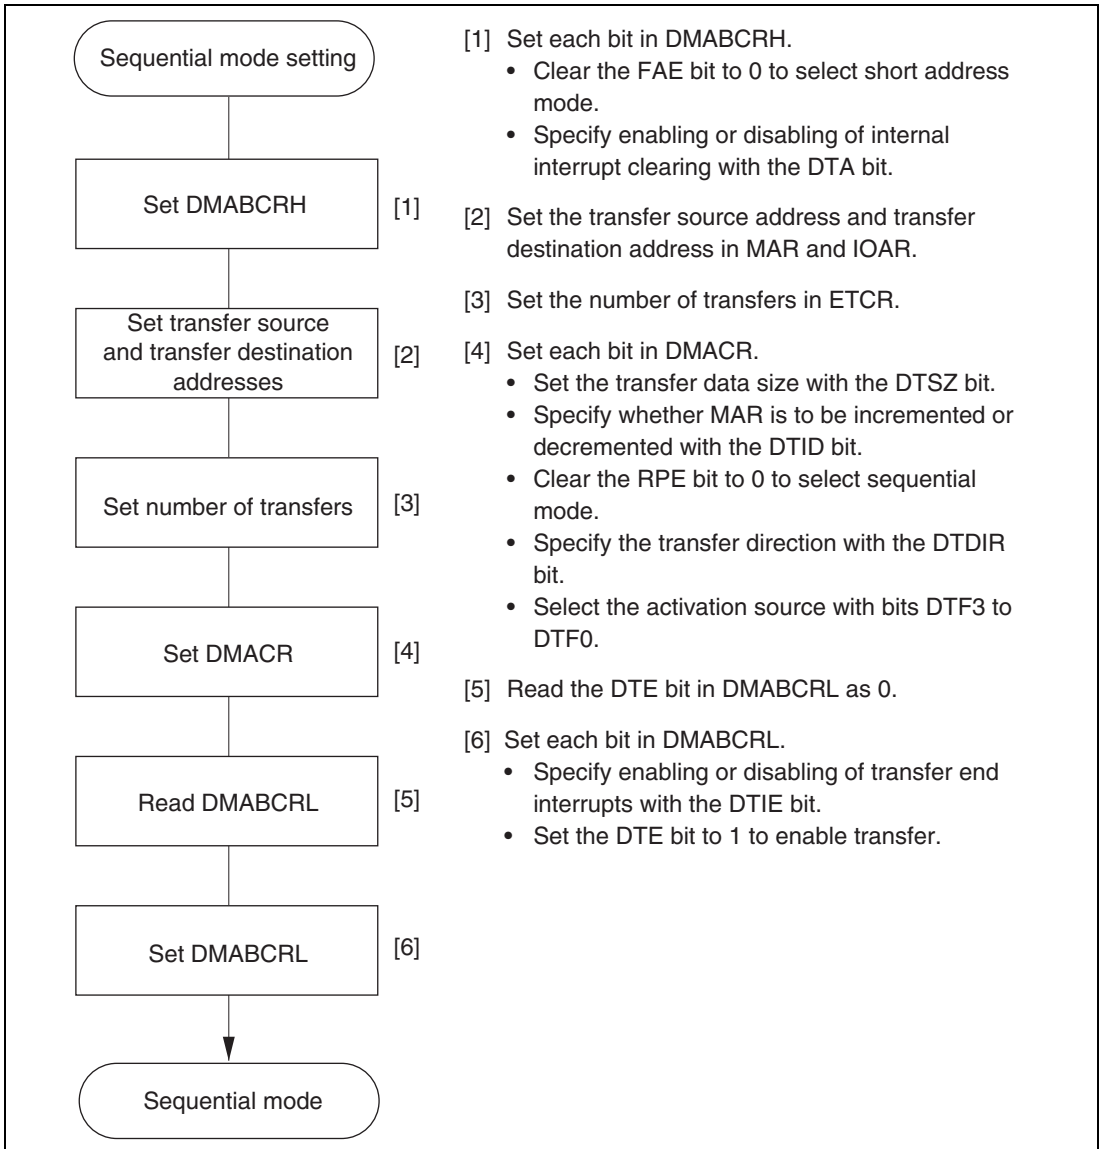 Sequential mode setting
Set DMABCRH
[1]
Set transfer source
and transfer destination
addresses
[2]
Set number of transfers
[3]
Set DMACR
[4]
Read DMABCRL
[5]
Set DMABCRL
[6]
Sequential mode
[1] Set each bit in DMABCRH.
• Clear the FAE bit to 0 to select short address
mode.
• Specify enabling or disabling of internal
interrupt clearing with the DTA bit.
[2] Set the transfer source address and transfer
destination address in MAR and IOAR.
[3] Set the number of transfers in ETCR.
[4] Set each bit in DMACR.
• Set the transfer data size with the DTSZ bit.
• Specify whether MAR is to be incremented or
decremented with the DTID bit.
• Clear the RPE bit to 0 to select sequential
mode.
• Specify the transfer direction with the DTDIR
bit.
• Select the activation source with bits DTF3 to
DTF0.
[5] Read the DTE bit in DMABCRL as 0.
[6] Set each bit in DMABCRL.
• Specify enabling or disabling of transfer end
interrupts with the DTIE bit.
• Set the DTE bit to 1 to enable transfer.